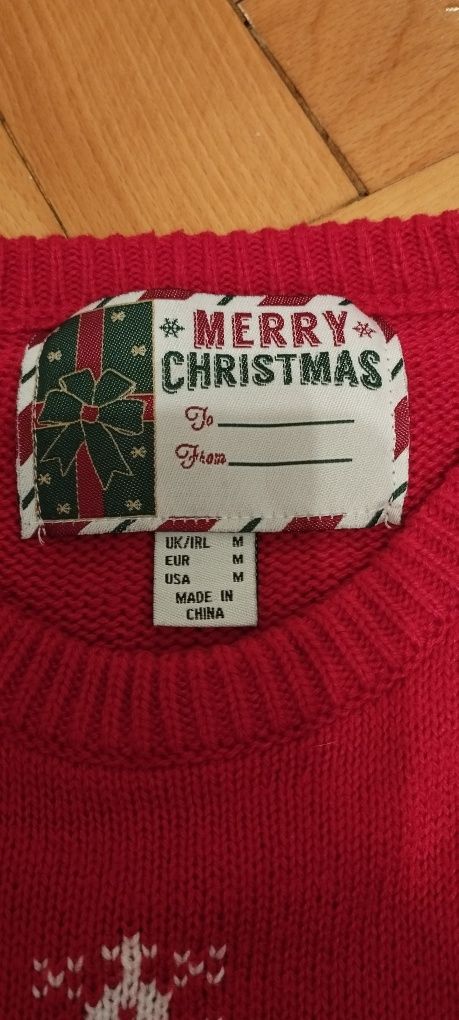 MERRY
CHRISTMAS
To
From
UK/IRL M
EUR M
USA M
MADE IN
CHINA